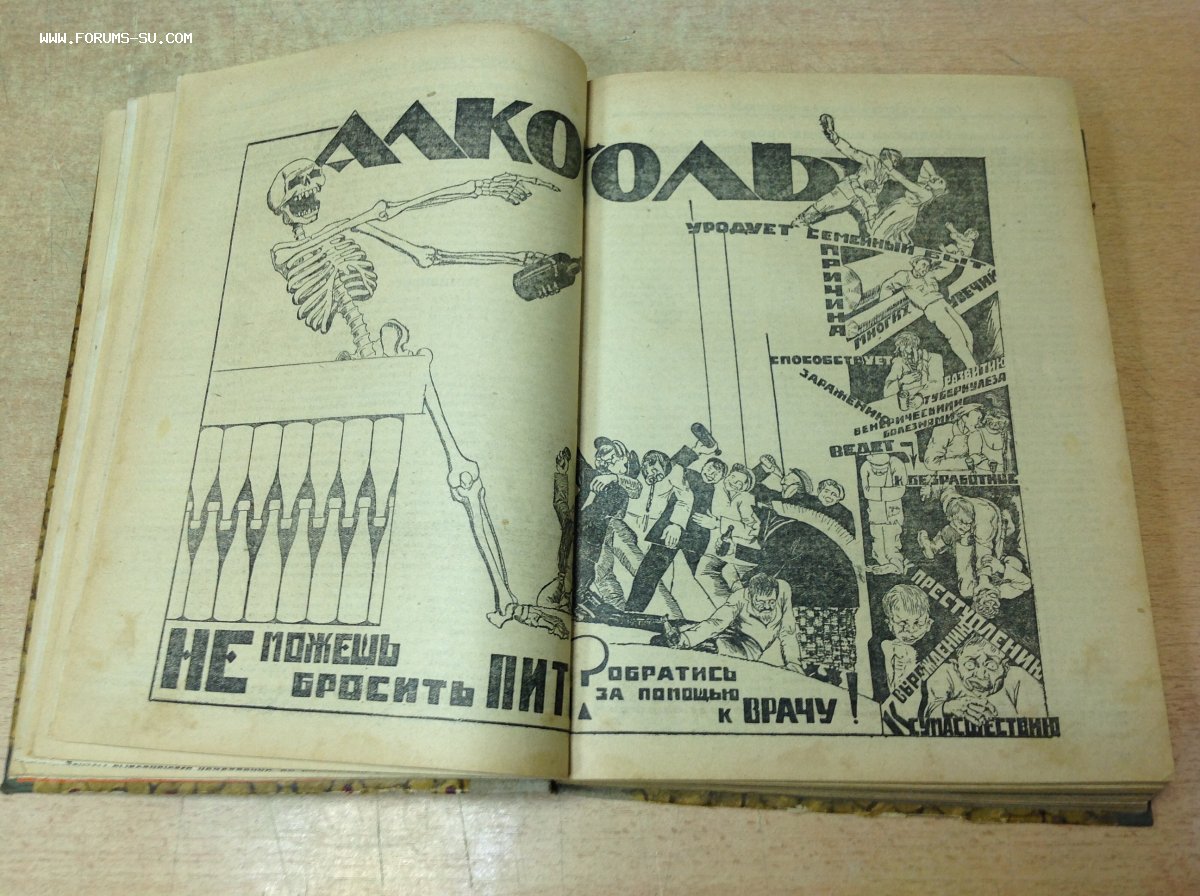 WWW.FORUMS-SU.COM
АЛКОГОЛЬ
УРОДУЕТ СЕМЕЙНЫЙ БЫТ
ПРИЧИНА
МНОГИХ УВЕЧИЙ
СПОСОБСТВУЕТ
РАЗВИТИЮ
ТУБЕРКУЛЕЗА
ЗАРАЖЕНИЮ
ВЕНЕРИЧЕСКИМИ
БОЛЕЗНЯМИ
ВЕДЕТ
К БЕЗРАБОТИЦЕ
ПРЕСТУПЛЕНИЮ
ВЫРОЖДЕНИЮ
К СУМАСШЕСТВИЮ
НЕ МОЖЕШЬ
БРОСИТЬ ПИТЬ?
ОБРАТИСЬ
ЗА ПОМОЩЬЮ
К ВРАЧУ!